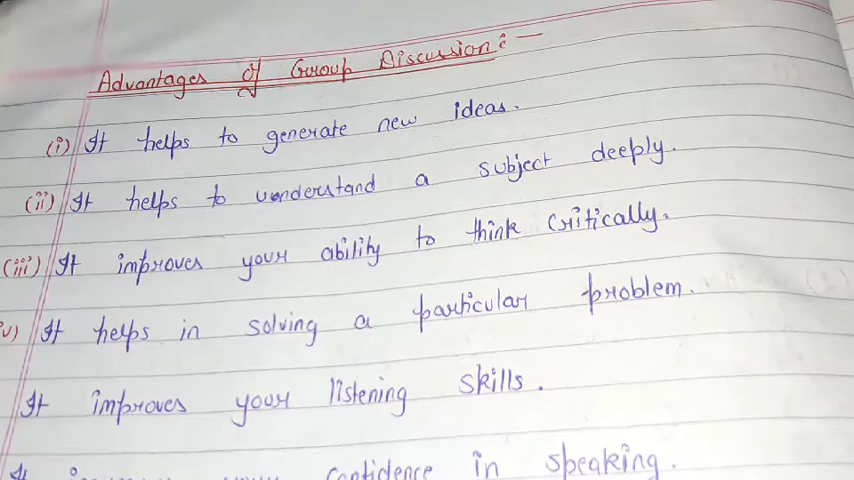 Advantages of Group Discussion:-
(i) It helps to generate new ideas.
(ii) It helps to understand a subject deeply.
(iii) It improves your ability to think critically.
v) It helps in solving a particular problem.
It improves your listening skills.
It confidence in speaking.